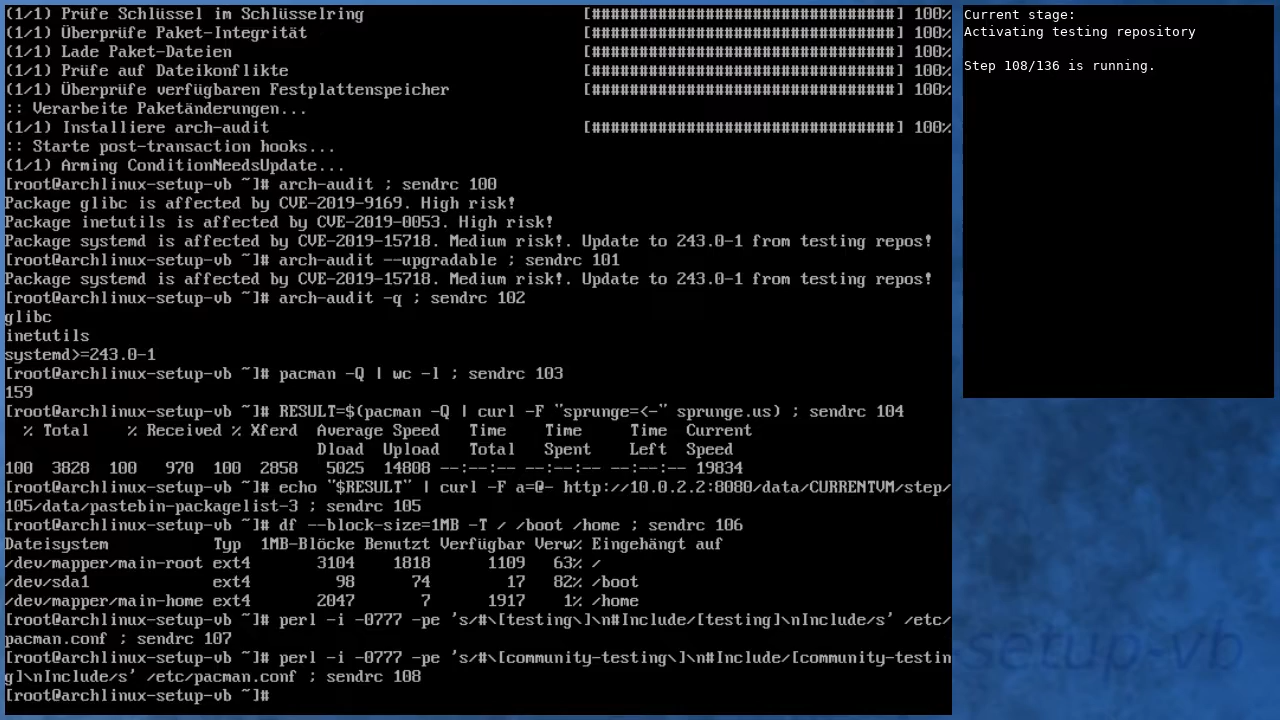 (1/1) Prüfe Schlüssel im Schlüsselring                       [################################] 100%
(1/1) Überprüfe Paket-Integrität                             [################################] 100%
(1/1) Lade Paket-Dateien                                     [################################] 100%
(1/1) Prüfe auf Dateikonflikte                               [################################] 100%
(1/1) Überprüfe verfügbaren Festplattenspeicher              [################################] 100%
:: Verarbeite Paketänderungen...
(1/1) Installiere arch-audit                                 [################################] 100%
:: Starte post-transaction hooks...
(1/1) Arming ConditionNeedsUpdate...
[root@archlinux-setup-vb ~]# arch-audit ; sendrc 100
Package glibc is affected by CVE-2019-9169. High risk!
Package inetutils is affected by CVE-2019-0053. High risk!
Package systemd is affected by CVE-2019-15718. Medium risk!. Update to 243.0-1 from testing repos!
[root@archlinux-setup-vb ~]# arch-audit --upgradable ; sendrc 101
Package systemd is affected by CVE-2019-15718. Medium risk!. Update to 243.0-1 from testing repos!
[root@archlinux-setup-vb ~]# arch-audit -q ; sendrc 102
glibc
inetutils
systemd>=243.0-1
[root@archlinux-setup-vb ~]# pacman -Q | wc -l ; sendrc 103
159
[root@archlinux-setup-vb ~]# RESULT=$(pacman -Q | curl -F "sprunge=<-" sprunge.us) ; sendrc 104
  % Total    % Received % Xferd  Average Speed   Time    Time     Time  Current
                                 Dload  Upload   Total   Spent    Left  Speed
100  3828  100   970  100  2858   5025  14808 --:--:-- --:--:-- --:--:-- 19834
[root@archlinux-setup-vb ~]# echo "$RESULT" | curl -F a=@- http://10.0.2.2:8080/data/CURRENTVM/step/
105/data/pastebin-packagelist-3 ; sendrc 105
[root@archlinux-setup-vb ~]# df --block-size=1MB -T / /boot /home ; sendrc 106
Dateisystem           Typ  1MB-Blöcke Benutzt Verfügbar Verw% Eingehängt auf
/dev/mapper/main-root ext4       3104    1818      1109   63% /
/dev/sda1             ext4         98      74        17   82% /boot
/dev/mapper/main-home ext4       2047       7      1917    1% /home
[root@archlinux-setup-vb ~]# perl -i -0777 -pe 's/#\[testing\]\n#Include/[testing]\nInclude/s' /etc/
pacman.conf ; sendrc 107
[root@archlinux-setup-vb ~]# perl -i -0777 -pe 's/#\[community-testing\]\n#Include/[community-testin
g]\nInclude/s' /etc/pacman.conf ; sendrc 108
[root@archlinux-setup-vb ~]#
Current stage:
Activating testing repository
Step 108/136 is running.
setup-vb